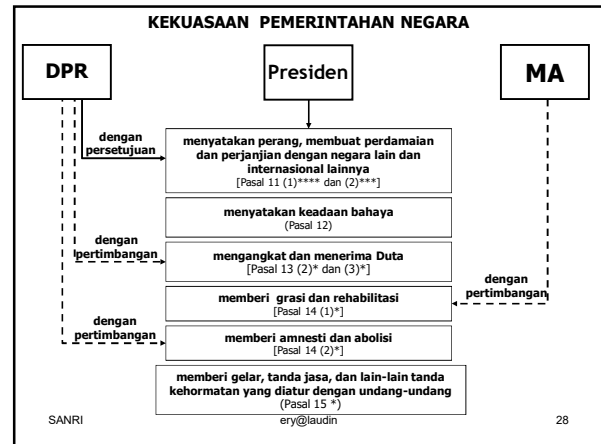 KEKUASAAN PEMERINTAHAN NEGARA
DPR
Presiden
MA
dengan
persetujuan
menyatakan perang, membuat perdamaian
dan perjanjian dengan negara lain dan
internasional lainnya
[Pasal 11 (1)**** dan (2)***]
menyatakan keadaan bahaya
(Pasal 12)
dengan
pertimbangan
mengangkat dan menerima Duta
[Pasal 13 (2)* dan (3)*]
dengan
pertimbangan
memberi grasi dan rehabilitasi
[Pasal 14 (1)*]
dengan
pertimbangan
memberi amnesti dan abolisi
[Pasal 14 (2)*]
memberi gelar, tanda jasa, dan lain-lain tanda
kehormatan yang diatur dengan undang-undang
(Pasal 15 *)
SANRI
ery@laudin
28